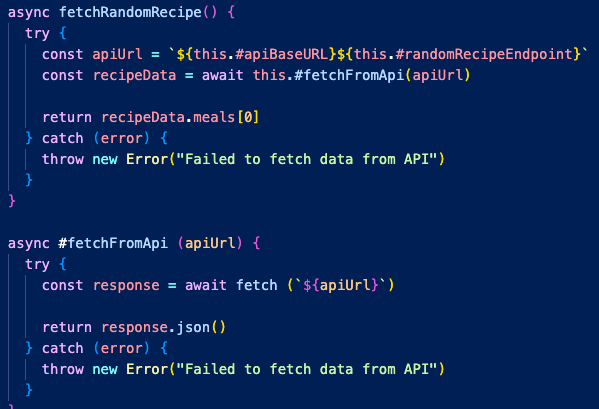 async fetchRandomRecipe() {
try {
const apiUrl = `${this.#apiBaseURL}${this.#randomRecipeEndpoint}`
const recipeData = await this.#fetchFromApi(apiUrl)
return recipeData.meals[0]
} catch (error) {
throw new Error("Failed to fetch data from API")
}
}
async #fetchFromApi (apiUrl) {
try {
const response = await fetch (`${apiUrl}`)
return response.json()
} catch (error) {
throw new Error("Failed to fetch data from API")
}
}